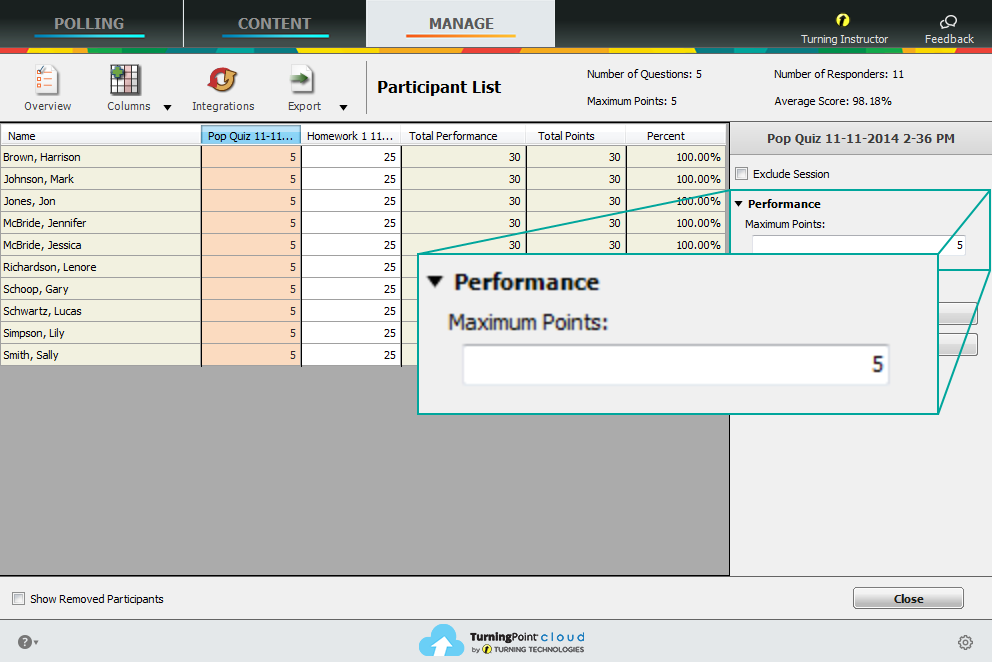 POLLING CONTENT MANAGE
Turning Instructor Feedback
Overview Columns Integrations Export
Participant List
Number of Questions: 5 Number of Responders: 11
Maximum Points: 5 Average Score: 98.18%
Name Pop Quiz 11-11... Homework 1 11... Total Performance Total Points Percent
Brown, Harrison 5 25 30 30 100.00%
Johnson, Mark 5 25 30 30 100.00%
Jones, Jon 5 25 30 30 100.00%
McBride, Jennifer 5 25 30 30 100.00%
McBride, Jessica 5 25 30 30 100.00%
Richardson, Lenore 5 25
Schoop, Gary 5 25
Schwartz, Lucas 5 25
Simpson, Lily 5 25
Smith, Sally 5 25
Pop Quiz 11-11-2014 2-36 PM
Exclude Session
Performance
Maximum Points:
5
Performance
Maximum Points:
5
Show Removed Participants
Close
?
TurningPoint cloud
by TURNING TECHNOLOGIES